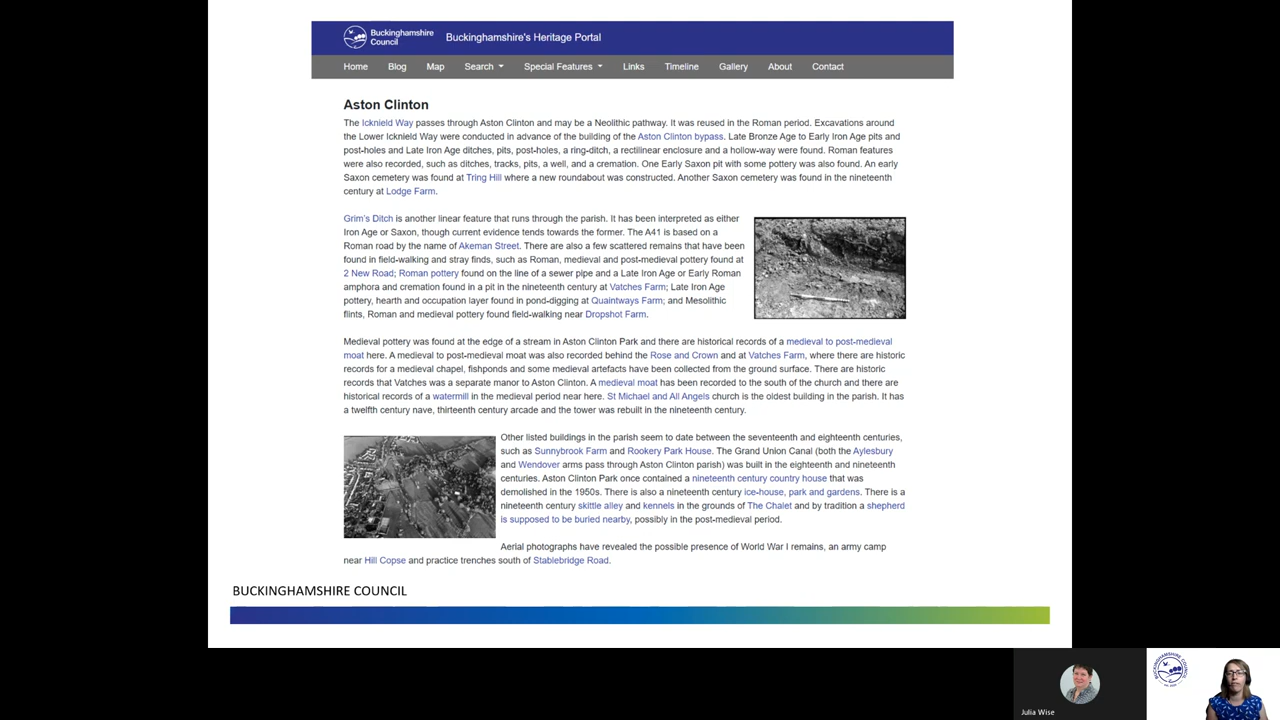 Buckinghamshire
Council
Buckinghamshire's Heritage Portal
Home Blog Map Search Special Features Links Timeline Gallery About Contact
Aston Clinton
The Icknield Way passes through Aston Clinton and may be a Neolithic pathway. It was reused in the Roman period. Excavations around
the Lower Icknield Way were conducted in advance of the building of the Aston Clinton bypass. Late Bronze Age to Early Iron Age pits and
post-holes and Late Iron Age ditches, pits, post-holes, a ring-ditch, a rectilinear enclosure and a hollow-way were found. Roman features
were also recorded, such as ditches, tracks, pits, a well, and a cremation. One Early Saxon pit with some pottery was also found. An early
Saxon cemetery was found at Tring Hill where a new roundabout was constructed. Another Saxon cemetery was found in the nineteenth
century at Lodge Farm.
Grim's Ditch is another linear feature that runs through the parish. It has been interpreted as either
Iron Age or Saxon, though current evidence tends towards the former. The A41 is based on a
Roman road by the name of Akeman Street. There are also a few scattered remains that have been
found in field-walking and stray finds, such as Roman, medieval and post-medieval pottery found at
2 New Road; Roman pottery found on the line of a sewer pipe and a Late Iron Age or Early Roman
amphora and cremation found in a pit in the nineteenth century at Vatches Farm; Late Iron Age
pottery, hearth and occupation layer found in pond-digging at Quaintways Farm; and Mesolithic
flints, Roman and medieval pottery found field-walking near Dropshot Farm.
Medieval pottery was found at the edge of a stream in Aston Clinton Park and there are historical records of a medieval to post-medieval
moat here. A medieval to post-medieval moat was also recorded behind the Rose and Crown and at Vatches Farm, where there are historic
records for a medieval chapel, fishponds and some medieval artefacts have been collected from the ground surface. There are historic
records that Vatches was a separate manor to Aston Clinton. A medieval moat has been recorded to the south of the church and there are
historical records of a watermill in the medieval period near here. St Michael and All Angels church is the oldest building in the parish. It has
a twelfth century nave, thirteenth century arcade and the tower was rebuilt in the nineteenth century.
Other listed buildings in the parish seem to date between the seventeenth and eighteenth centuries,
such as Sunnybrook Farm and Rookery Park House. The Grand Union Canal (both the Aylesbury
and Wendover arms pass through Aston Clinton parish) was built in the eighteenth and nineteenth
centuries. Aston Clinton Park once contained a nineteenth century country house that was
demolished in the 1950s. There is also a nineteenth century ice-house, park and gardens. There is a
nineteenth century skittle alley and kennels in the grounds of The Chalet and by tradition a shepherd
is supposed to be buried nearby, possibly in the post-medieval period.
Aerial photographs have revealed the possible presence of World War I remains, an army camp
near Hill Copse and practice trenches south of Stablebridge Road.
BUCKINGHAMSHIRE COUNCIL
Julia Wise
BUCKINGHAMSHIRE COUNCIL